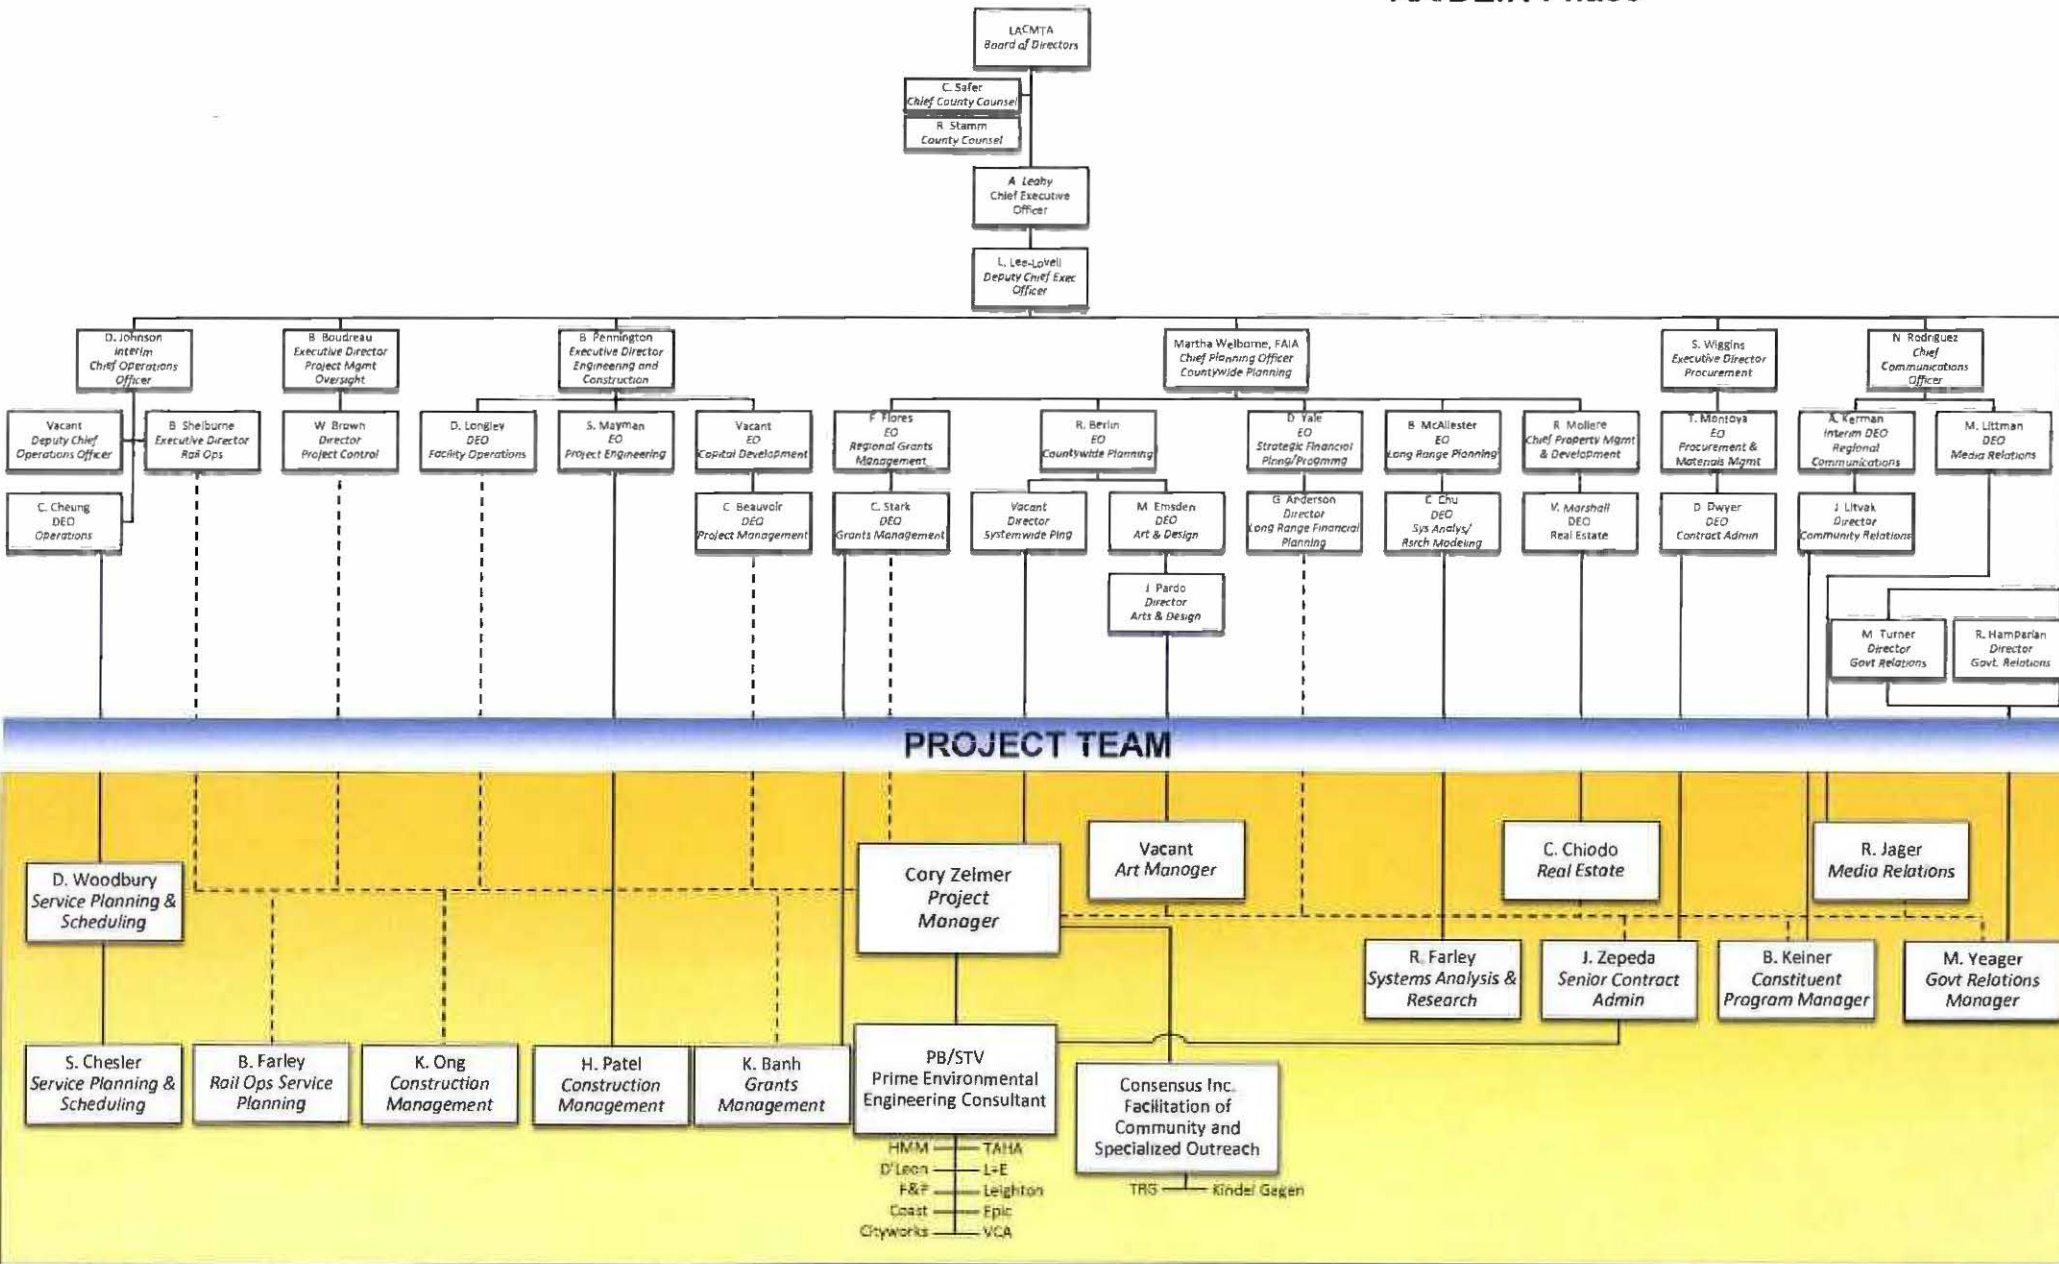 LACMTA
Board of Directors
C. Safer
Chief County Counsel
R Stamm
County Counsel
A Leahy
Chief Executive
Officer
L. Lee-Lovell
Deputy Chief Exec
Officer
D. Johnson
Interim
Chief Operations
Officer
B Boudreau
Executive Director
Project Mgmt
Oversight
B Pennington
Executive Director
Engineering and
Construction
Martha Welborne, FAIA
Chief Planning Officer
Countywide Planning
S. Wiggins
Executive Director
Procurement
N Rodriguez
Chief
Communications
Officer
Vacant
Deputy Chief
Operations Officer
B Shelburne
Executive Director
Rail Ops
W Brown
Director
Project Control
D. Longley
DEO
Facility Operations
S. Mayman
EO
Project Engineering
Vacant
EO
Capital Development
F Flores
EO
Regional Grants
Management
R. Berlin
EO
Countywide Planning
D Yale
EO
Strategic Financial
Plnng/Progmmg
B McAllester
EO
Long Range Planning
R Moliere
Chief Property Mgmt
& Development
T. Montoya
EO
Procurement &
Materials Mgmt
A. Kerman
Interim DEO
Regional
Communications
M. Littman
DEO
Media Relations
C. Cheung
DEO
Operations
C Beauvoir
DEO
Project Management
C. Stark
DEO
Grants Management
Vacant
Director
Systemwide Plng
M Emsden
DEO
Art & Design
G Anderson
Director
Long Range Financial
Planning
C Chu
DEO
Sys Analys/
Rsrch Modeling
V. Marshall
DEO
Real Estate
D Dwyer
DEO
Contract Admin
J Litvak
Director
Community Relations
J Pardo
Director
Arts & Design
M Turner
Director
Govt Relations
R. Hamparian
Director
Govt. Relations
PROJECT TEAM
D. Woodbury
Service Planning &
Scheduling
Cory Zelmer
Project
Manager
Vacant
Art Manager
C. Chiodo
Real Estate
R. Jager
Media Relations
R. Farley
Systems Analysis &
Research
J. Zepeda
Senior Contract
Admin
B. Keiner
Constituent
Program Manager
M. Yeager
Govt Relations
Manager
S. Chesler
Service Planning &
Scheduling
B. Farley
Rail Ops Service
Planning
K. Ong
Construction
Management
H. Patel
Construction
Management
K. Banh
Grants
Management
PB/STV
Prime Environmental
Engineering Consultant
Consensus Inc.
Facilitation of
Community and
Specialized Outreach
HMM TAHA
D'Leon L+E
F&P Leighton
Coast Epic
Cityworks VCA
TRG Kindel Gagen